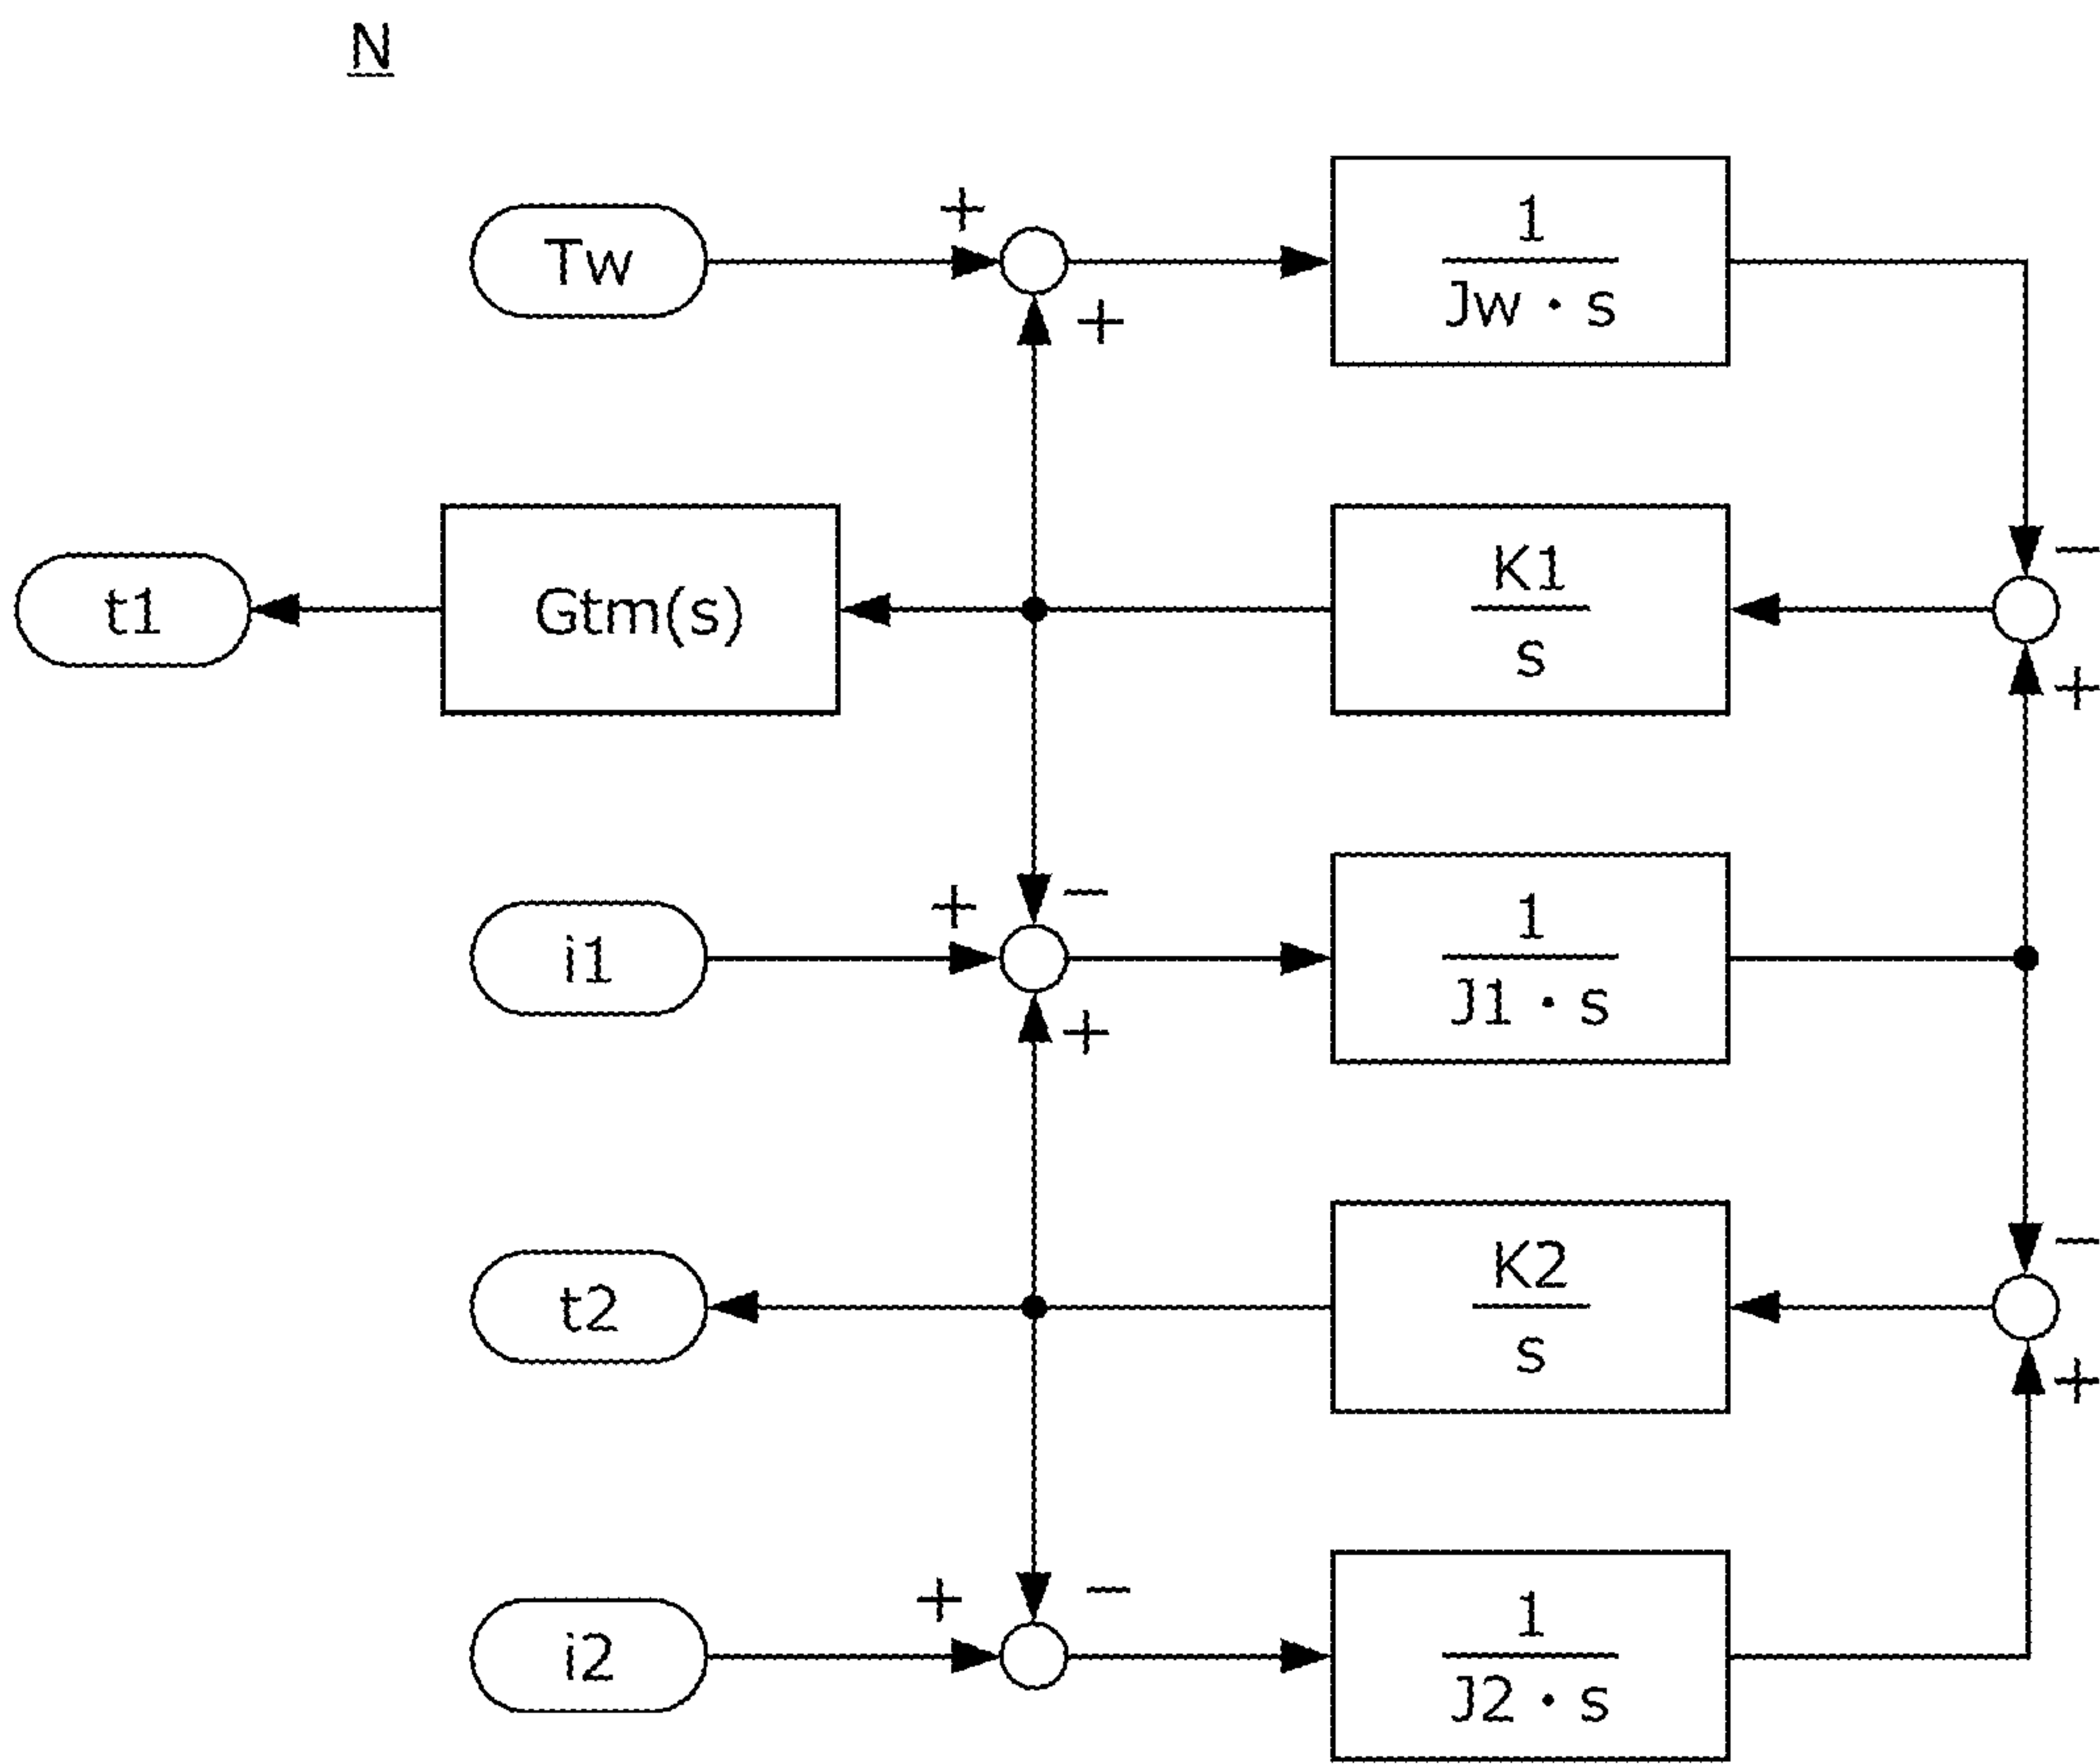 N
+
Tw
1
Jw・s
+
−
t1
Gtm(s)
K1
s
+
−
+
i1
1
J1・s
+
−
t2
K2
s
+
−
+
i2
1
J2・s